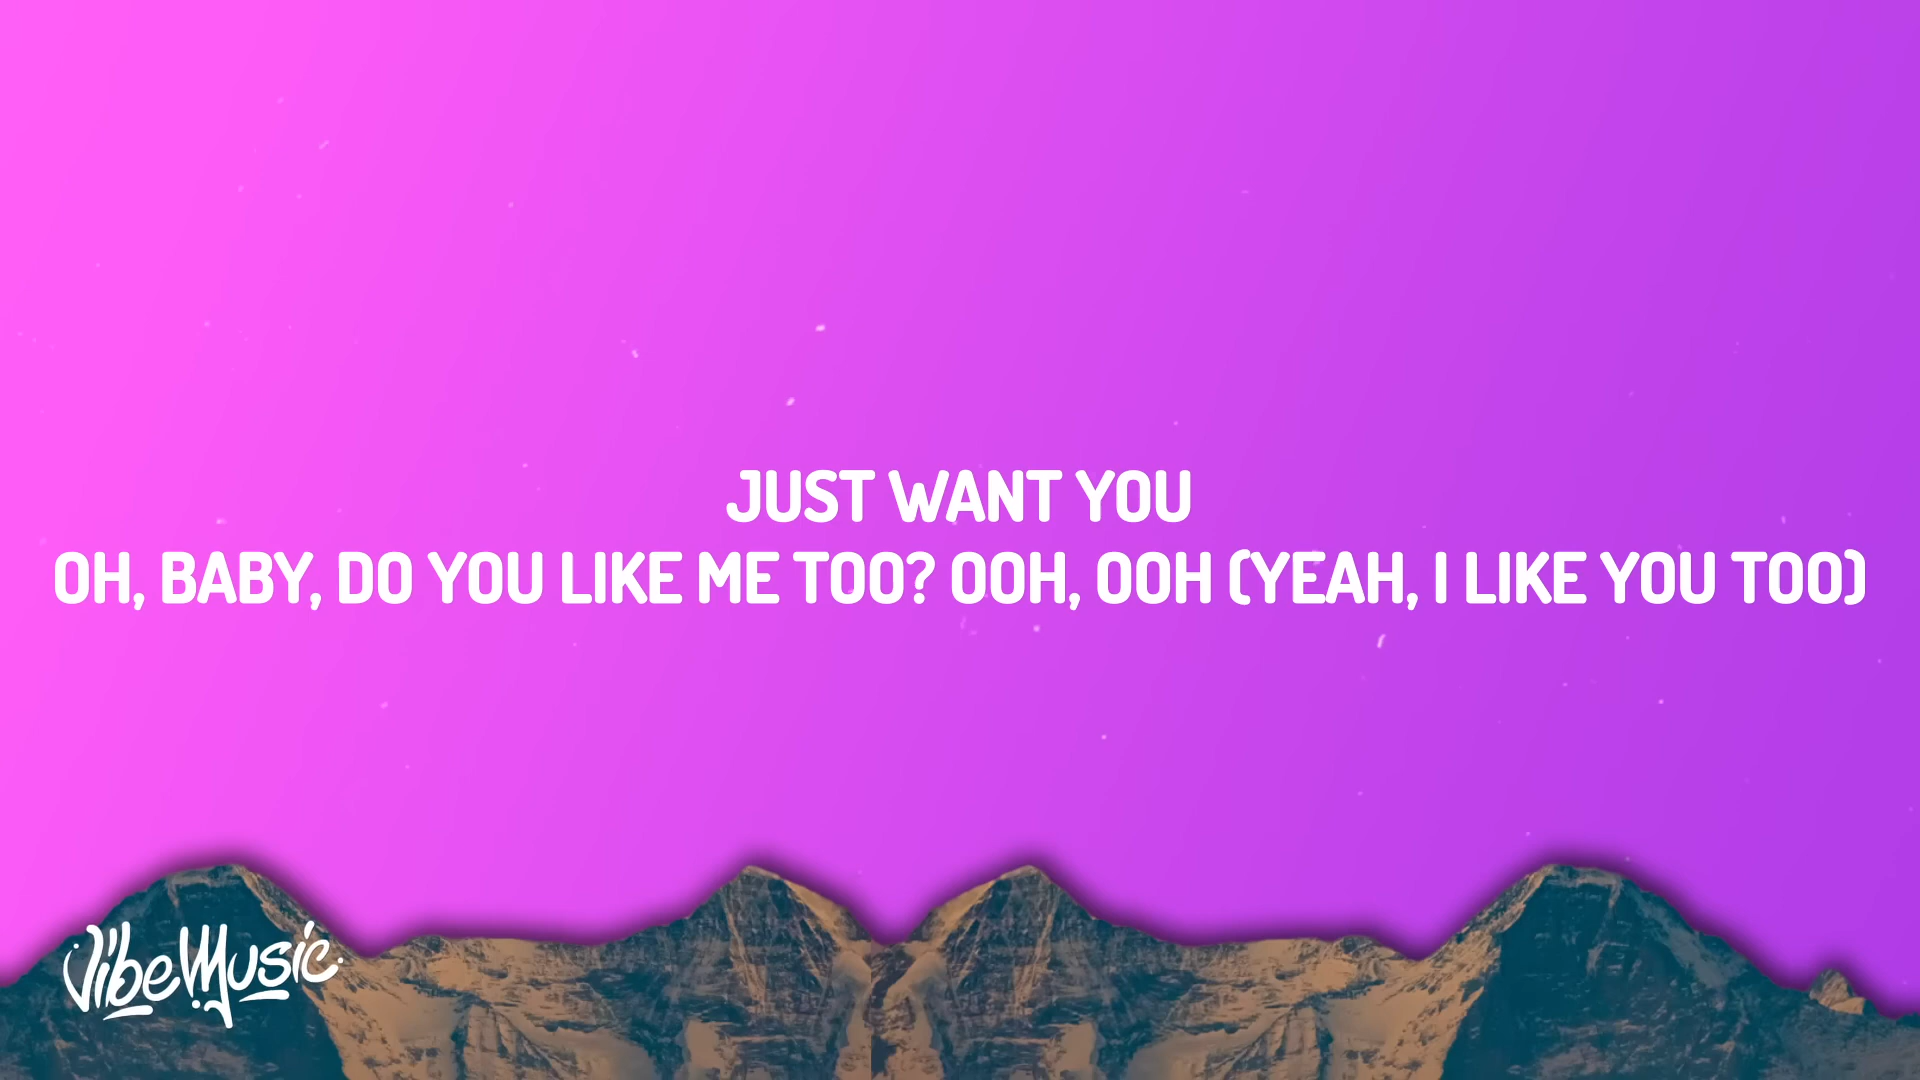 JUST WANT YOU
OH, BABY, DO YOU LIKE ME TOO? OOH, OOH (YEAH, I LIKE YOU TOO)
VibeMusic